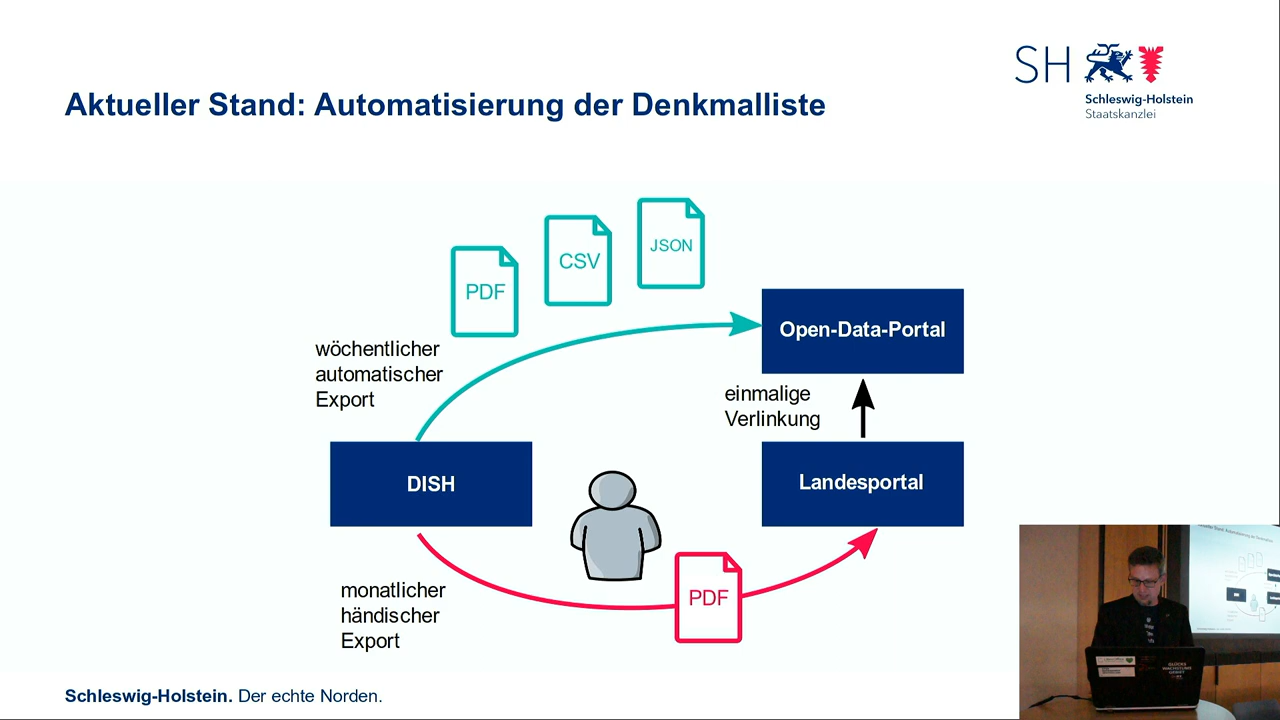 SH
Schleswig-Holstein
Staatskanzlei
Aktueller Stand: Automatisierung der Denkmalliste
PDF
CSV
JSON
wöchentlicher
automatischer
Export
Open-Data-Portal
einmalige
Verlinkung
DISH
Landesportal
monatlicher
händischer
Export
PDF
Schleswig-Holstein. Der echte Norden.